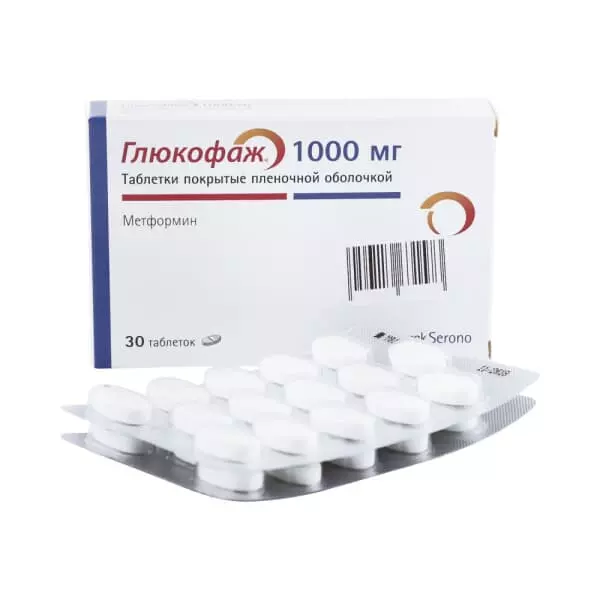 Глюкофаж® 1000 мг
Таблетки покрытые пленочной оболочкой
Метформин
30 таблеток
Serono